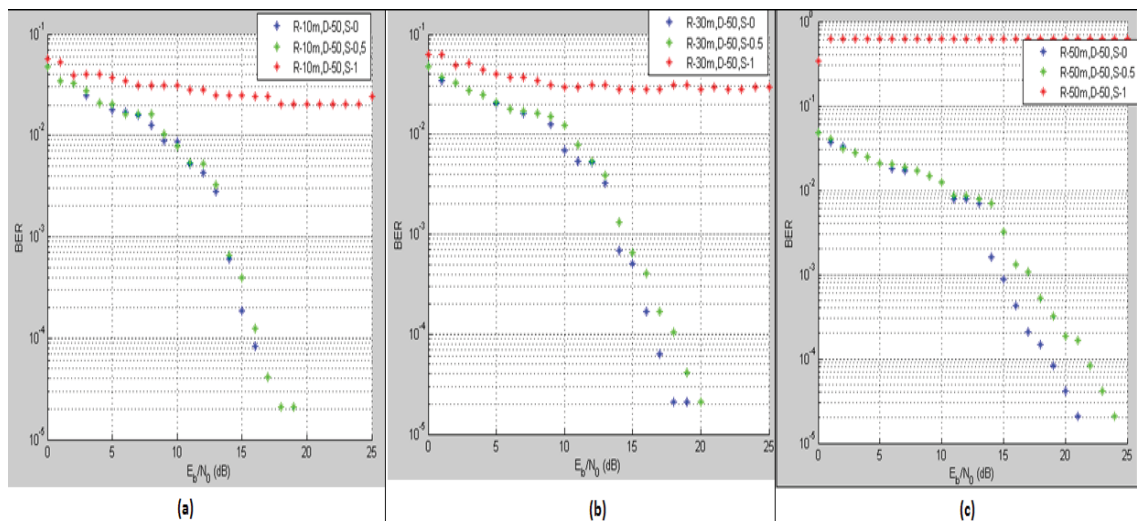 R-10m,D-50,S-0
R-10m,D-50,S-0,5
R-10m,D-50,S-1
10^-1
10^-2
10^-3
10^-4
10^-5
BER
0 5 10 15 20 25
E_b/N_0 (dB)
(a)
R-30m,D-50,S-0
R-30m,D-50,S-0.5
R-30m,D-50,S-1
10^-1
10^-2
10^-3
10^-4
10^-5
BER
0 5 10 15 20 25
E_b/N_0 (dB)
(b)
R-50m,D-50,S-0
R-50m,D-50,S-0.5
R-50m,D-50,S-1
10^0
10^-1
10^-2
10^-3
10^-4
10^-5
BER
0 5 10 15 20 25
E_b/N_0 (dB)
(c)